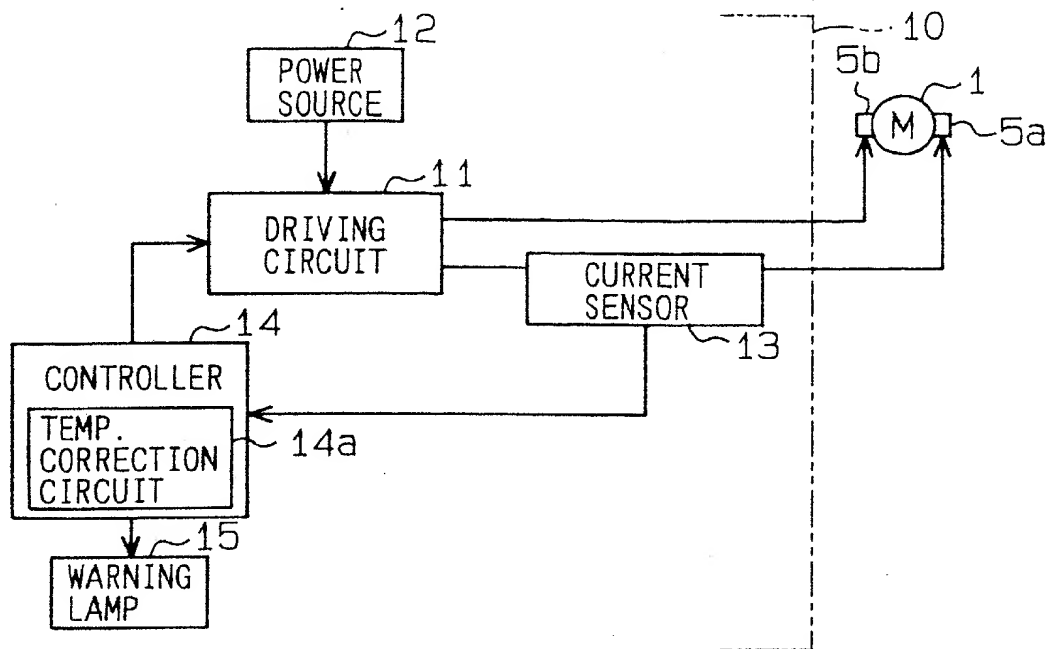 12
10
POWER
SOURCE
5b
1
M
5a
11
DRIVING
CIRCUIT
CURRENT
SENSOR
13
14
CONTROLLER
TEMP.
CORRECTION
CIRCUIT
14a
15
WARNING
LAMP